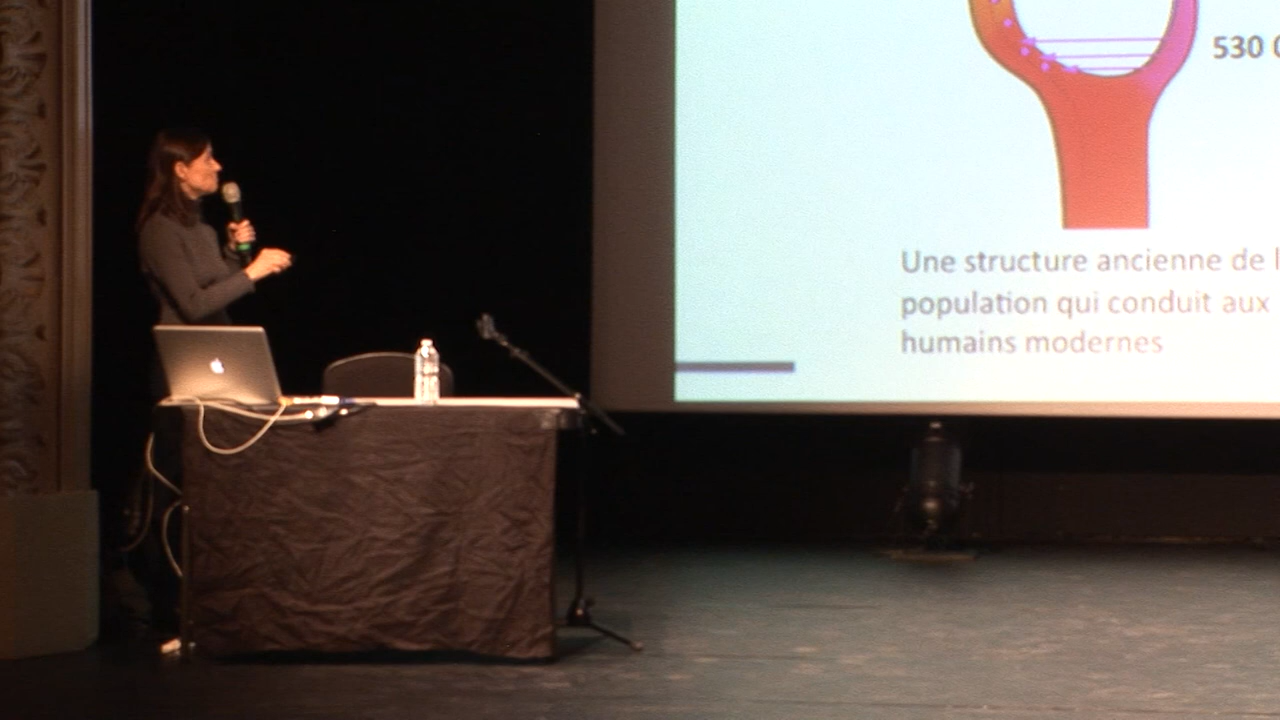 530
Une structure ancienne de
population qui conduit aux
humains modernes